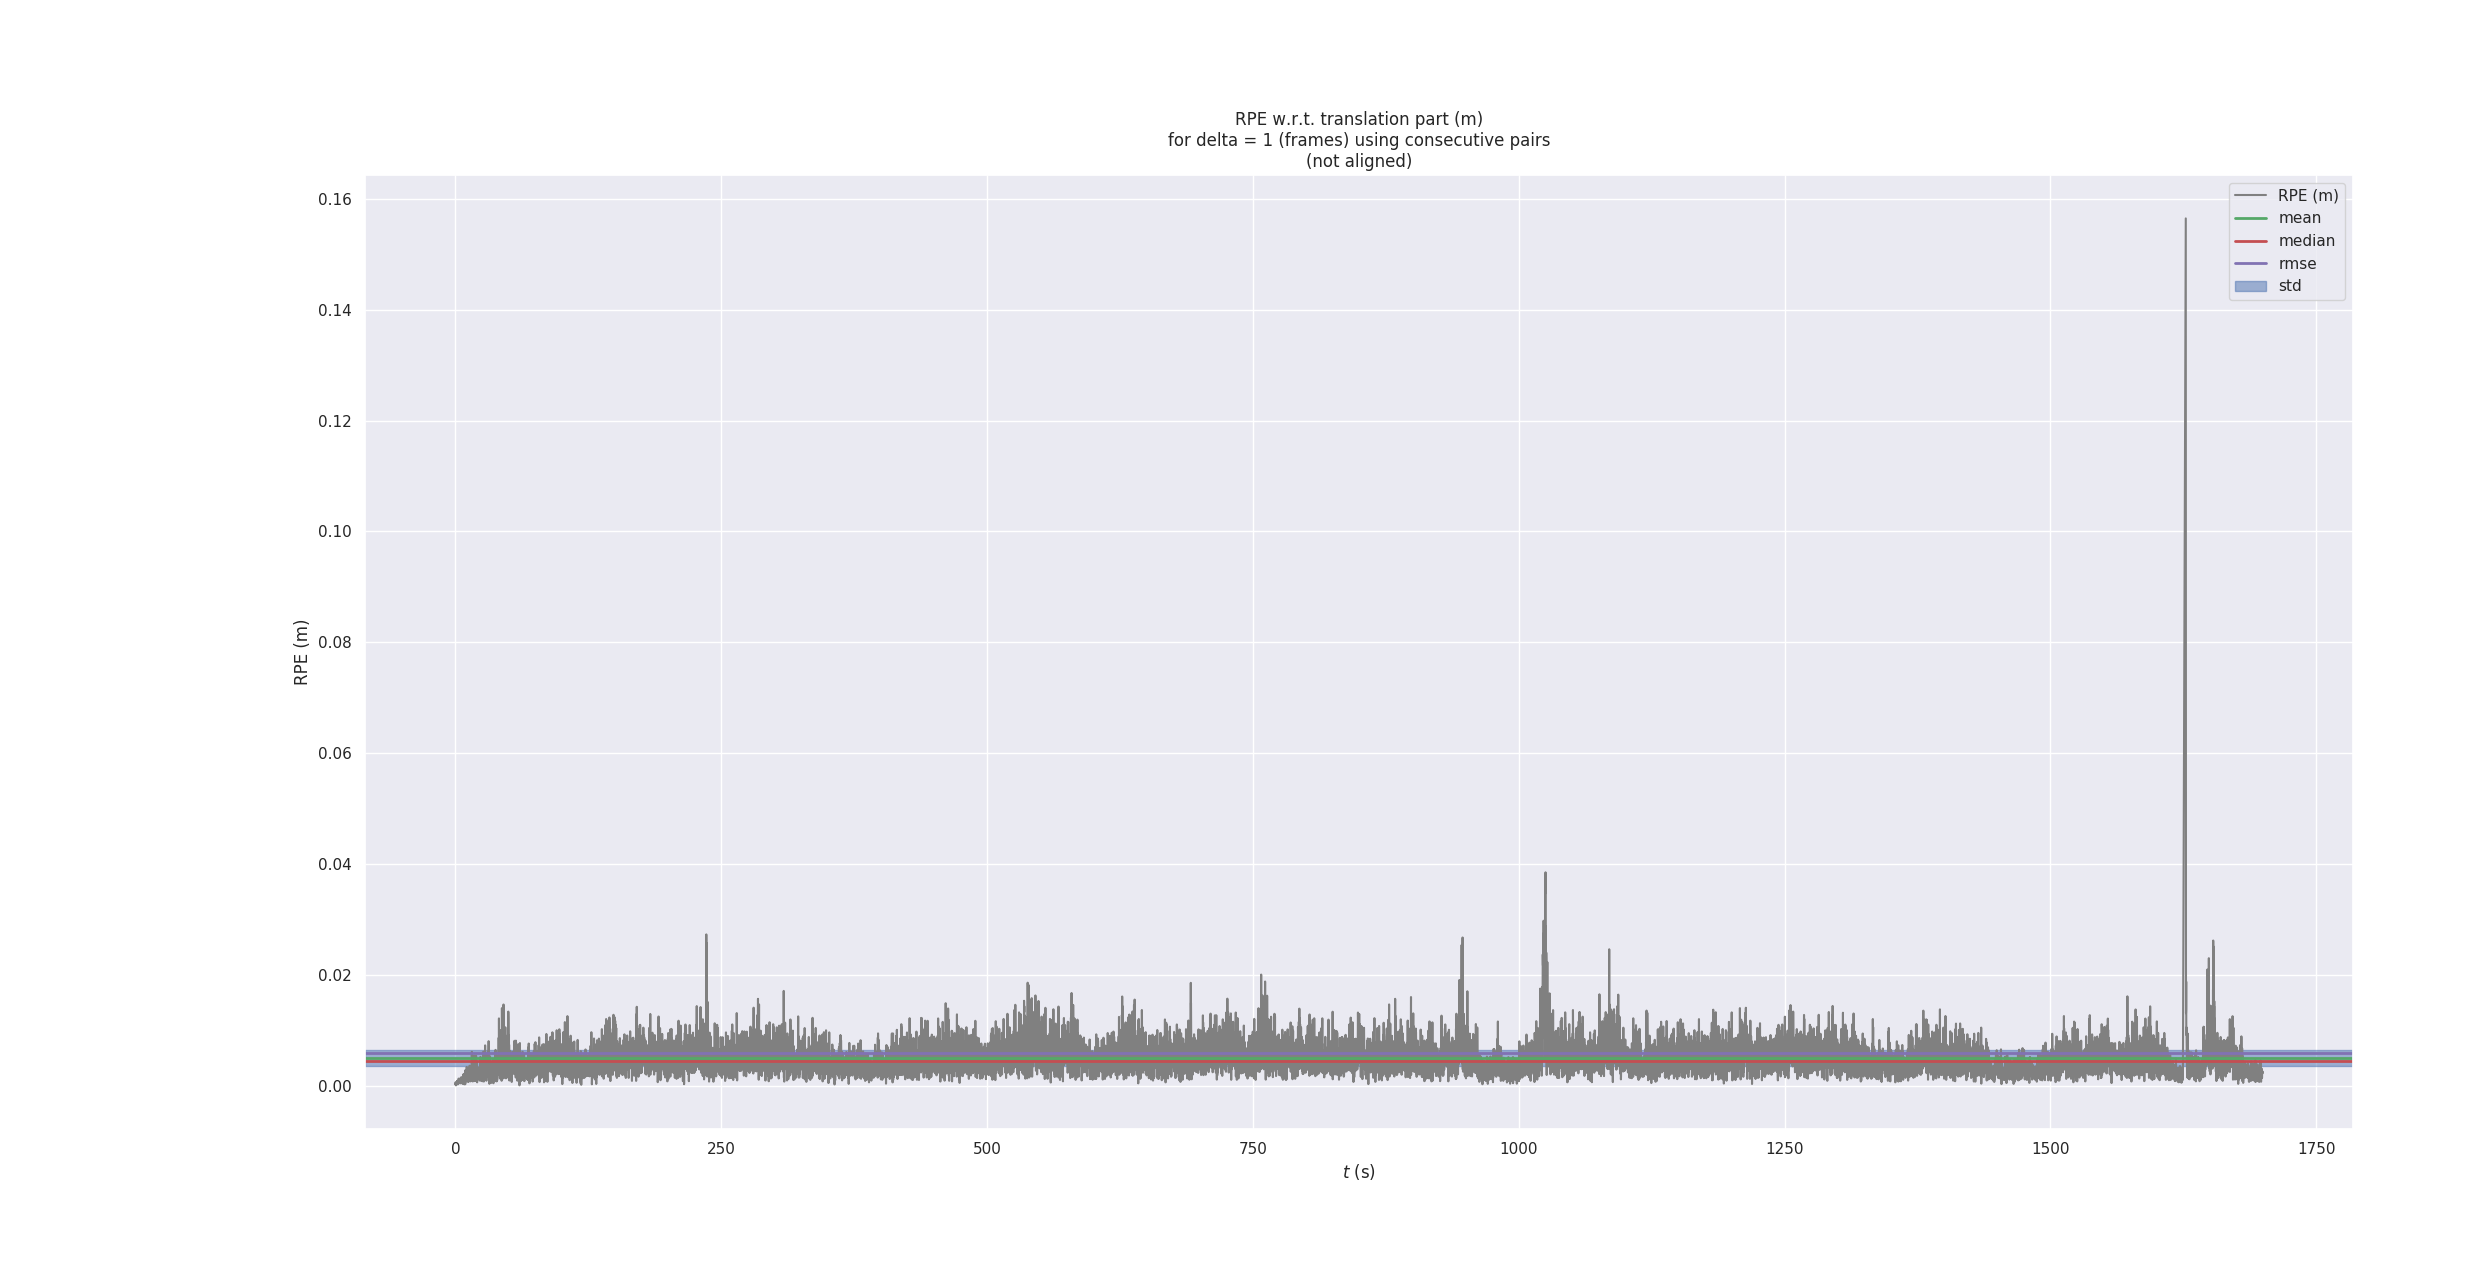 RPE w.r.t. translation part (m)
for delta = 1 (frames) using consecutive pairs
(not aligned)
RPE (m)
mean
median
rmse
std
0.16
0.14
0.12
0.10
0.08
0.06
0.04
0.02
0.00
RPE (m)
0
250
500
750
1000
1250
1500
1750
t (s)